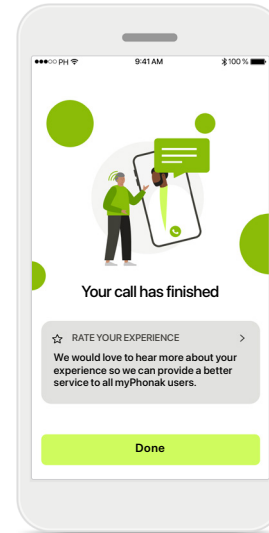 PH 9:41 AM 100 %
Your call has finished
RATE YOUR EXPERIENCE
We would love to hear more about your
experience so we can provide a better
service to all myPhonak users.
Done